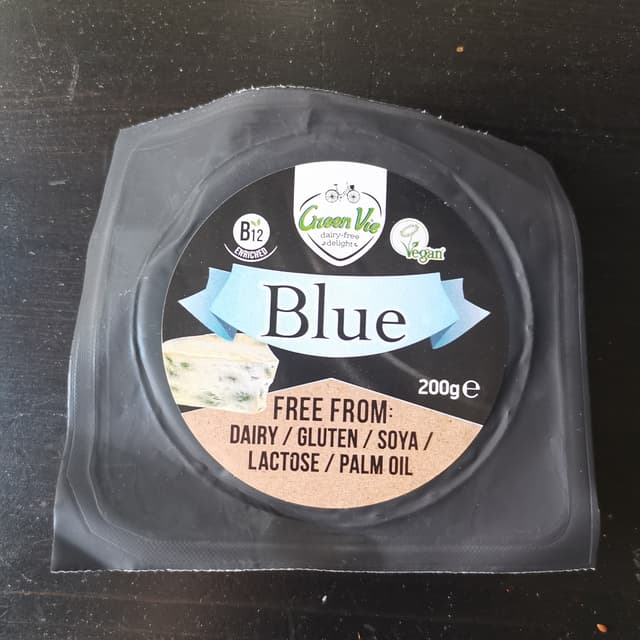 Green Vie
dairy-free
delight
B12
ENRICHED
Vegan
Blue
200g e
FREE FROM:
DAIRY / GLUTEN / SOYA /
LACTOSE / PALM OIL